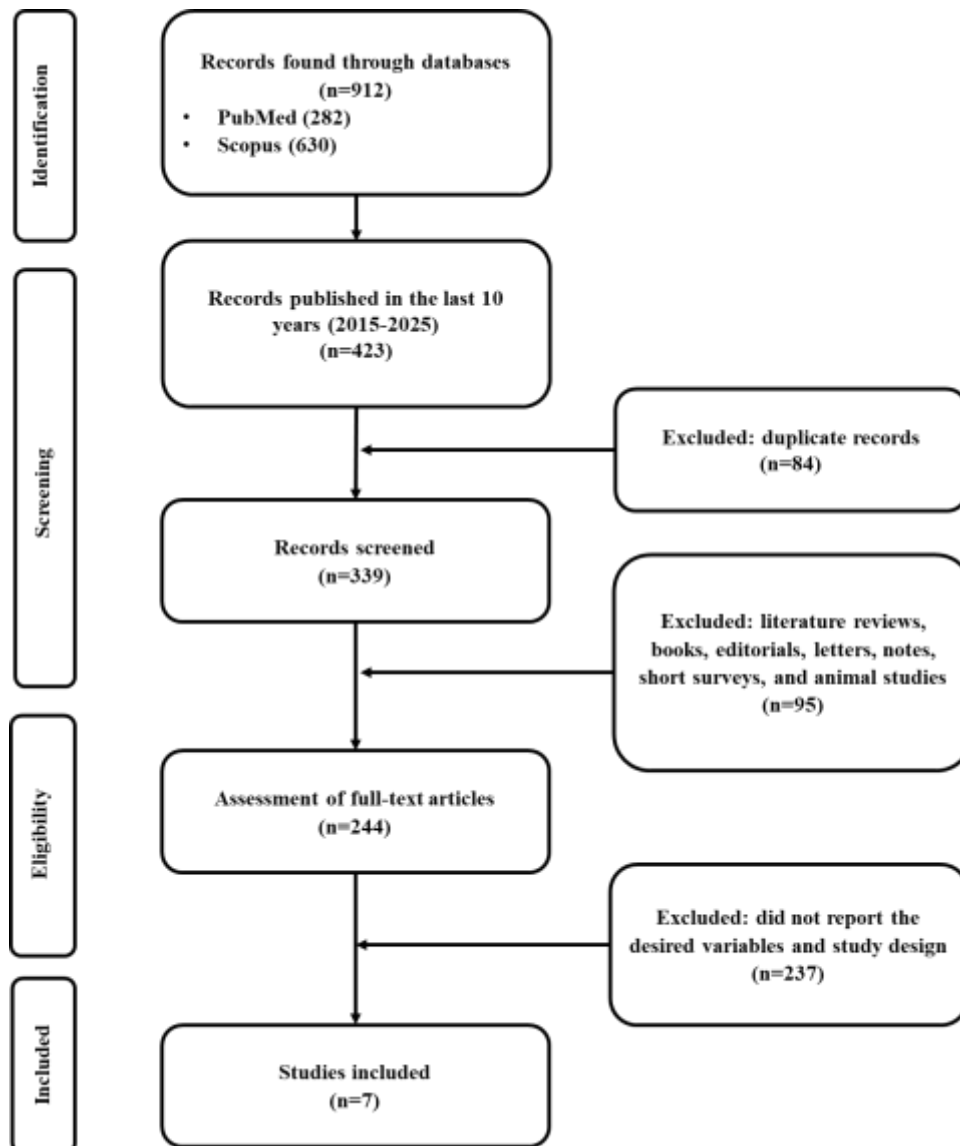 Identification
Records found through databases
(n=912)
• PubMed (282)
• Scopus (630)
Screening
Records published in the last 10
years (2015-2025)
(n=423)
Excluded: duplicate records
(n=84)
Records screened
(n=339)
Excluded: literature reviews,
books, editorials, letters, notes,
short surveys, and animal studies
(n=95)
Eligibility
Assessment of full-text articles
(n=244)
Excluded: did not report the
desired variables and study design
(n=237)
Included
Studies included
(n=7)